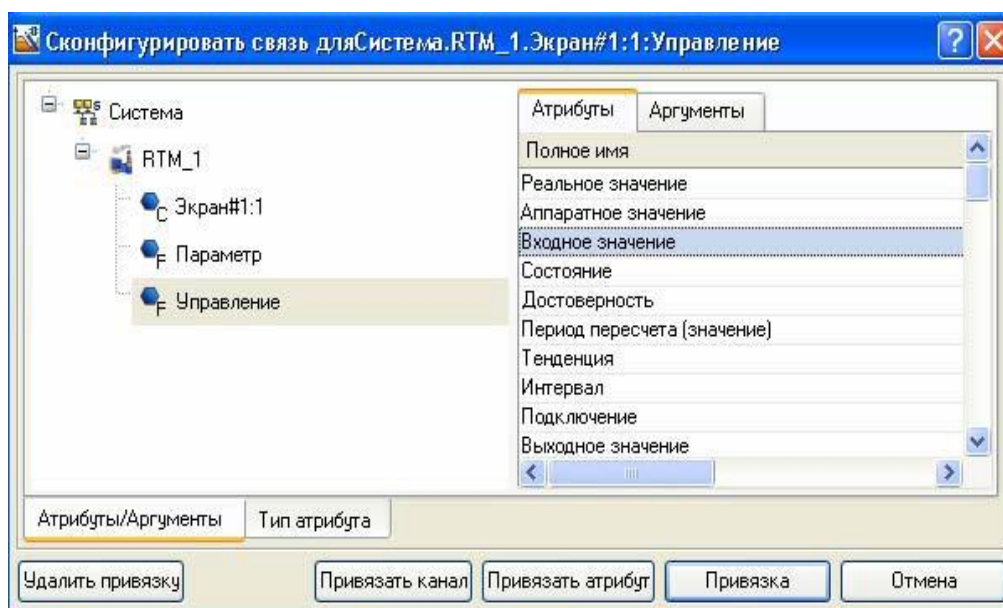 Сконфигурировать связь дляСистема.RTM_1.Экран#1:1:Управление
Система
RTM_1
Экран#1:1
Параметр
Управление
Атрибуты Аргументы
Полное имя
Реальное значение
Аппаратное значение
Входное значение
Состояние
Достоверность
Период пересчета (значение)
Тенденция
Интервал
Подключение
Выходное значение
Атрибуты/Аргументы Тип атрибута
Удалить привязку Привязать канал Привязать атрибут Привязка Отмена